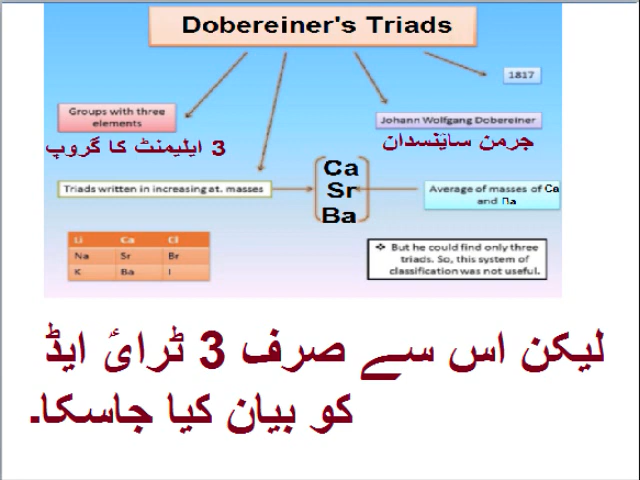 Dobereiner's Triads
1817
Groups with three
elements
Johann Wolfgang Dobereiner
3 ایلیمنٹ کا گروپ
جرمن سائنسدان
Triads written in increasing at. masses
Ca
Sr
Ba
Average of masses of Ca
and Ba
Li Ca Cl
Na Sr Br
K Ba I
❖ But he could find only three
triads. So, this system of
classification was not useful.
لیکن اس سے صرف 3 ٹرائ ایڈ
کو بیان کیا جاسکا۔